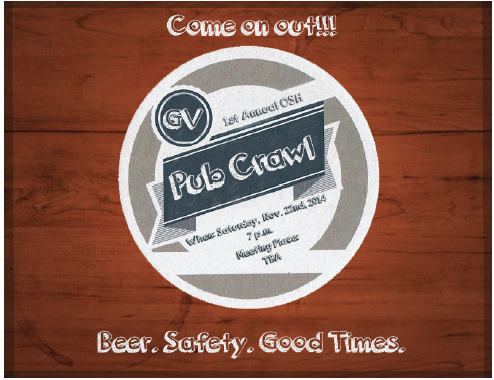 Come on out!!!
GV
1st Annual OSH
Pub Crawl
When: Saturday, Nov. 22nd, 2014
7 p.m.
Meeting Place:
TBA
Beer. Safety. Good Times.